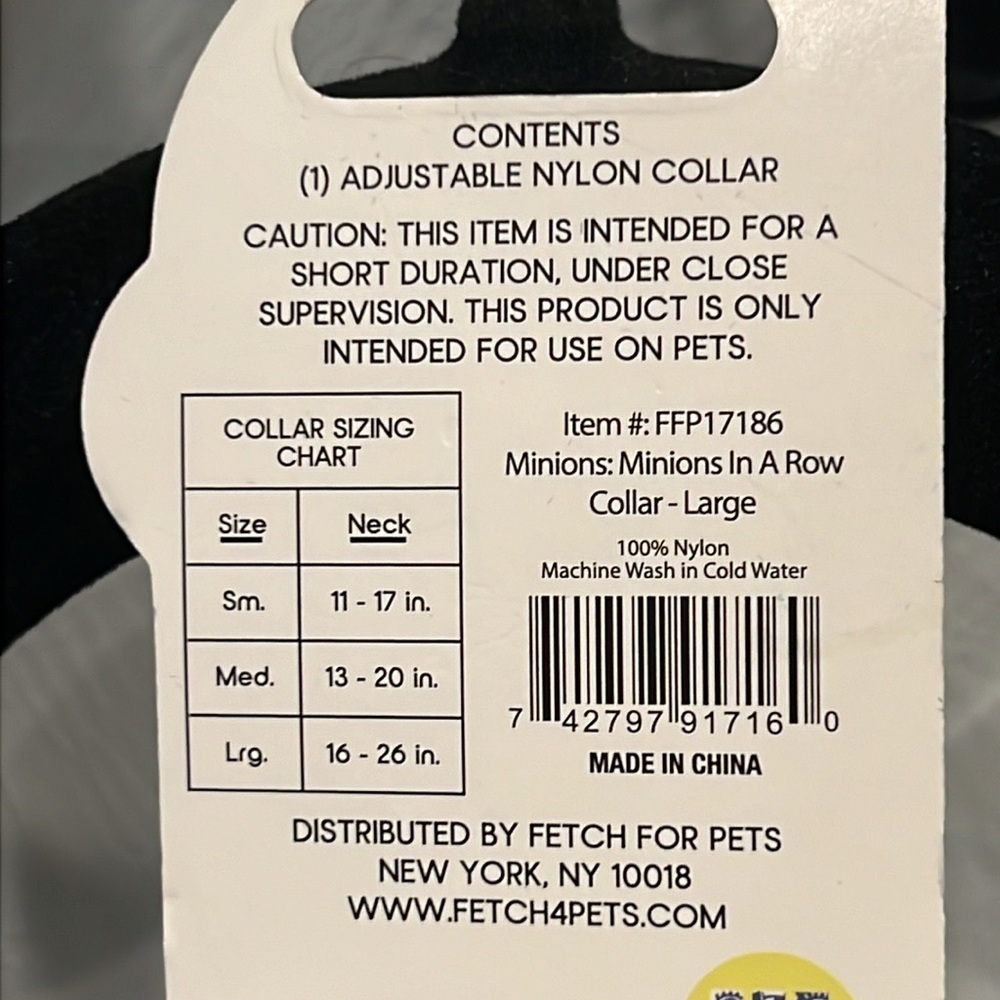 CONTENTS
(1) ADJUSTABLE NYLON COLLAR
CAUTION: THIS ITEM IS INTENDED FOR A
SHORT DURATION, UNDER CLOSE
SUPERVISION. THIS PRODUCT IS ONLY
INTENDED FOR USE ON PETS.
COLLAR SIZING
CHART
Size Neck
Sm. 11 - 17 in.
Med. 13 - 20 in.
Lrg. 16 - 26 in.
Item #: FFP17186
Minions: Minions In A Row
Collar - Large
100% Nylon
Machine Wash in Cold Water
7 42797 91716 0
MADE IN CHINA
DISTRIBUTED BY FETCH FOR PETS
NEW YORK, NY 10018
WWW.FETCH4PETS.COM